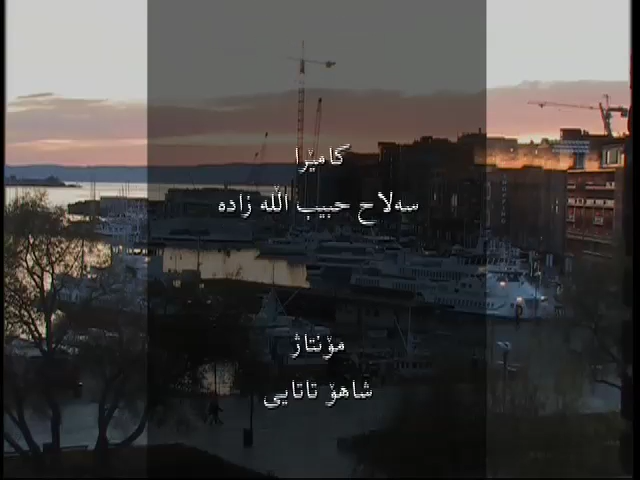 کامێرا
سەلاح حبیب اللە زادە
مۆنتاژ
شاهۆ تاتایی